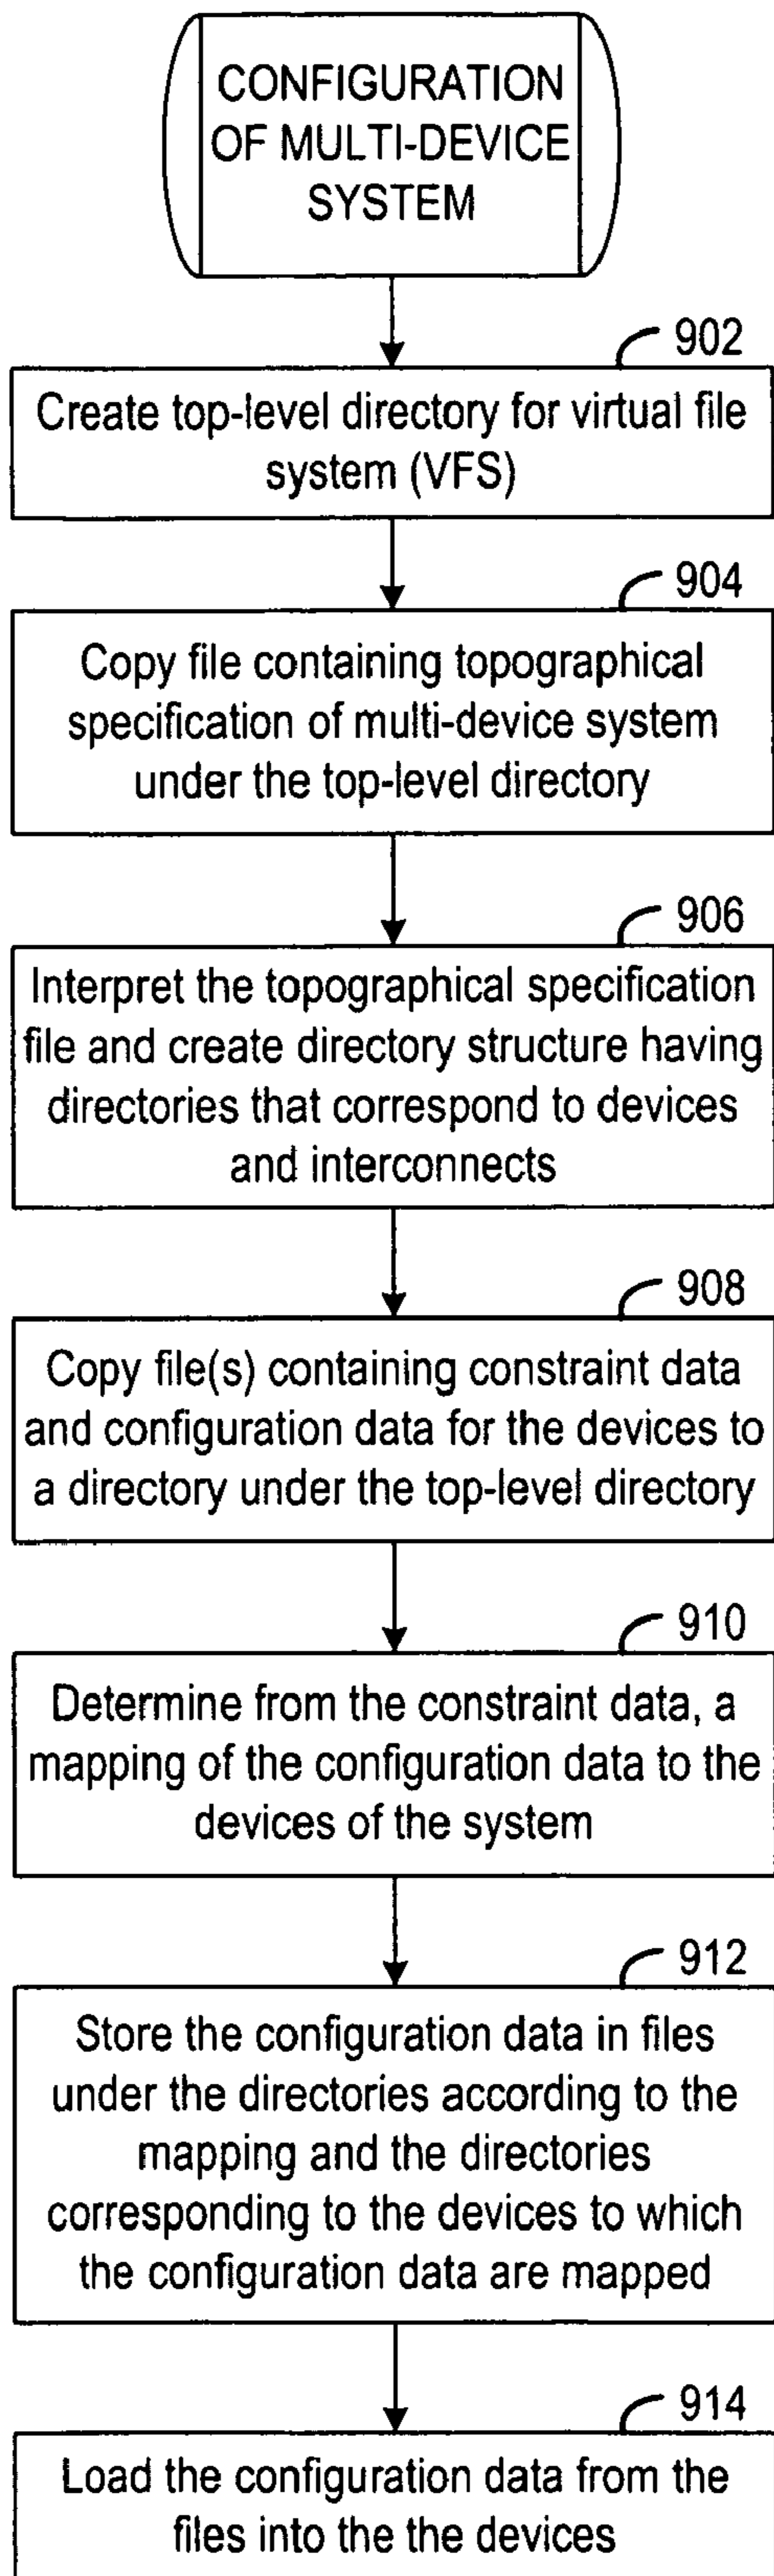 CONFIGURATION
OF MULTI-DEVICE
SYSTEM
902
Create top-level directory for virtual file
system (VFS)
904
Copy file containing topographical
specification of multi-device system
under the top-level directory
906
Interpret the topographical specification
file and create directory structure having
directories that correspond to devices
and interconnects
908
Copy file(s) containing constraint data
and configuration data for the devices to
a directory under the top-level directory
910
Determine from the constraint data, a
mapping of the configuration data to the
devices of the system
912
Store the configuration data in files
under the directories according to the
mapping and the directories
corresponding to the devices to which
the configuration data are mapped
914
Load the configuration data from the
files into the the devices